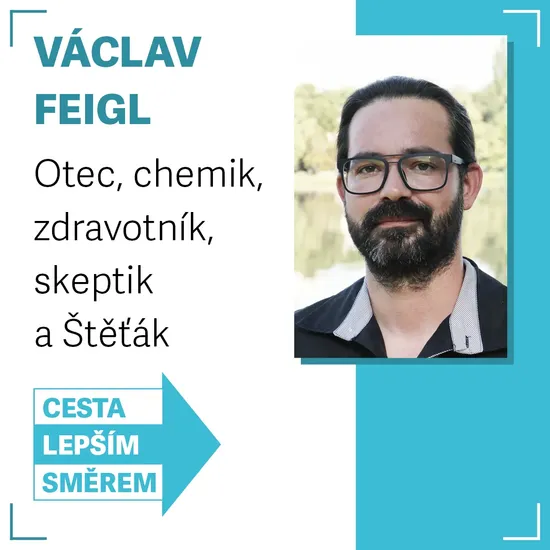 VÁCLAV
FEIGL
Otec, chemik,
zdravotník,
skeptik
a Štěťák
CESTA
LEPŠÍM
SMĚREM